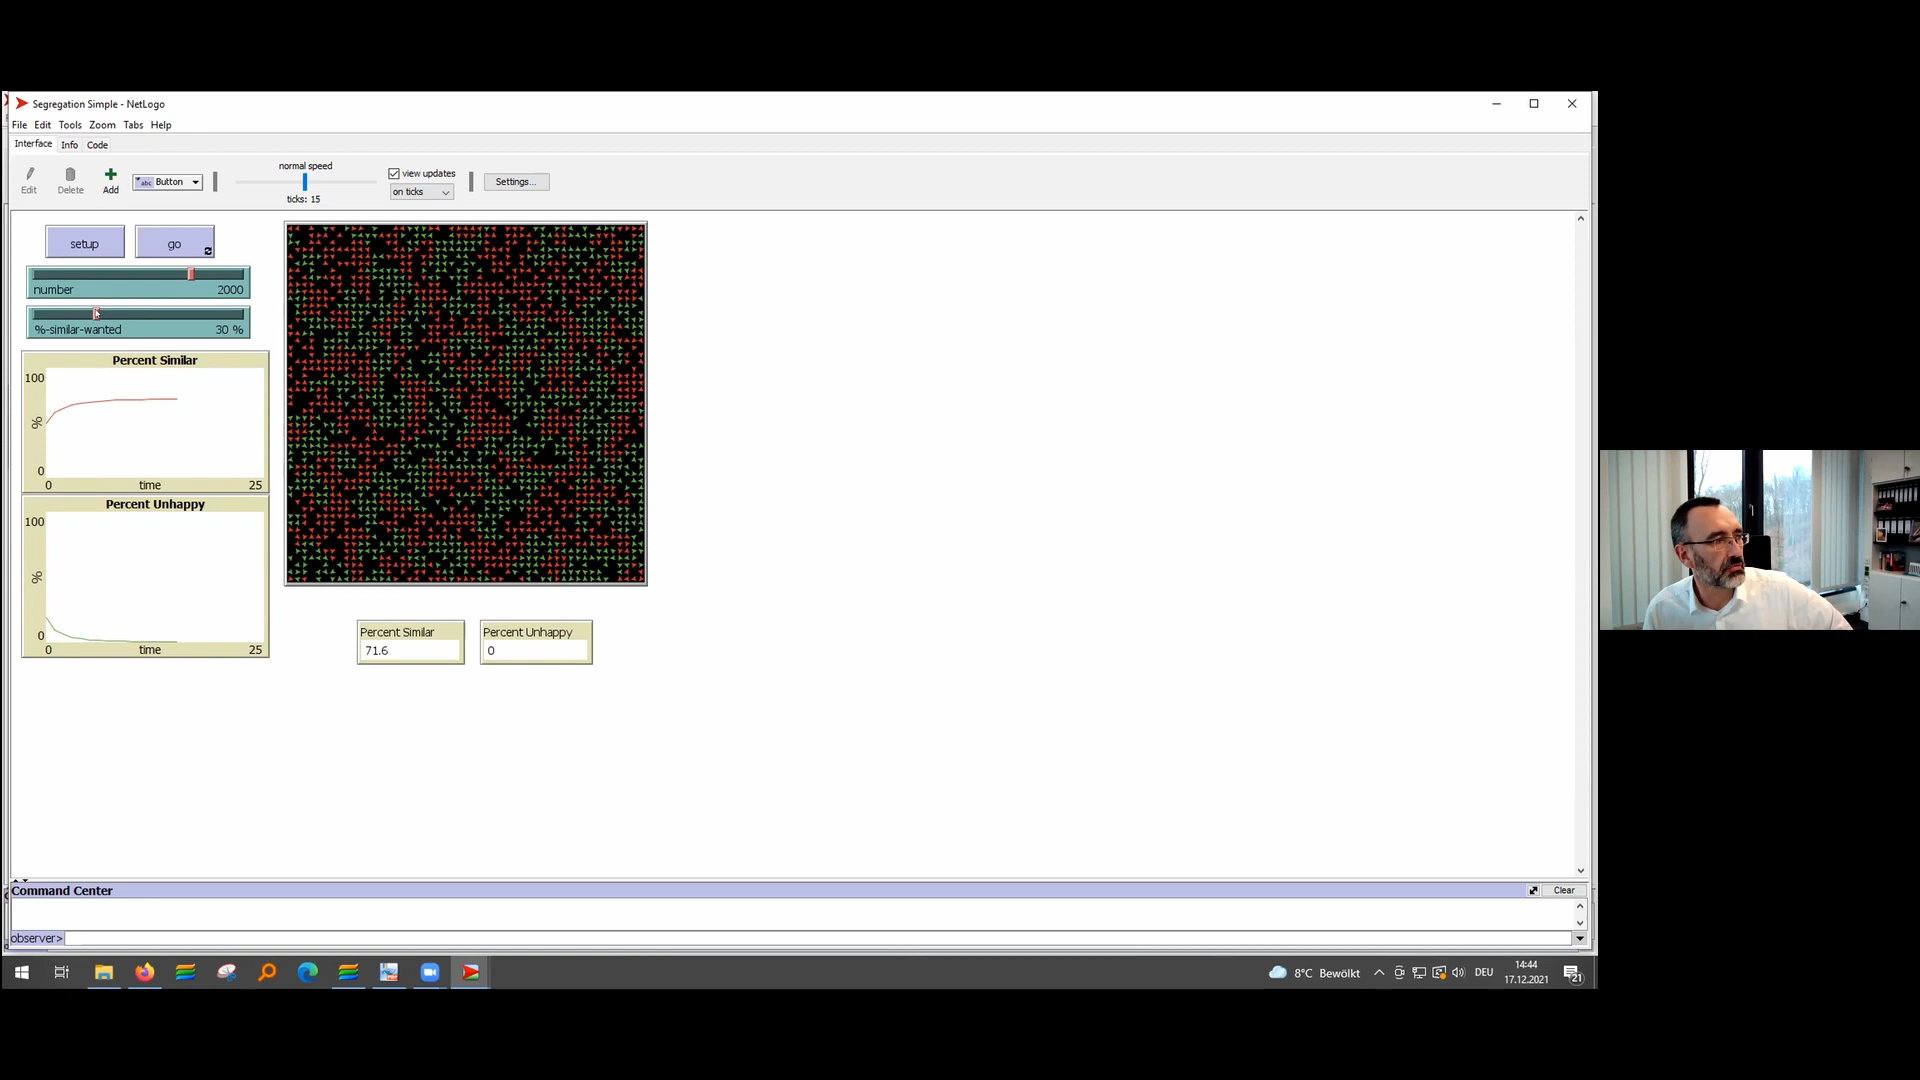 Segregation Simple - NetLogo
File Edit Tools Zoom Tabs Help
Interface Info Code
Edit Delete Add abc Button
normal speed
ticks: 15
view updates
on ticks
Settings...
setup go
number 2000
%-similar-wanted 30 %
Percent Similar
100
%
0
0 time 25
Percent Unhappy
100
%
0
0 time 25
Percent Similar
71.6
Percent Unhappy
0
Command Center
Clear
observer>
8°C Bewölkt
DEU
14:44
17.12.2021
21